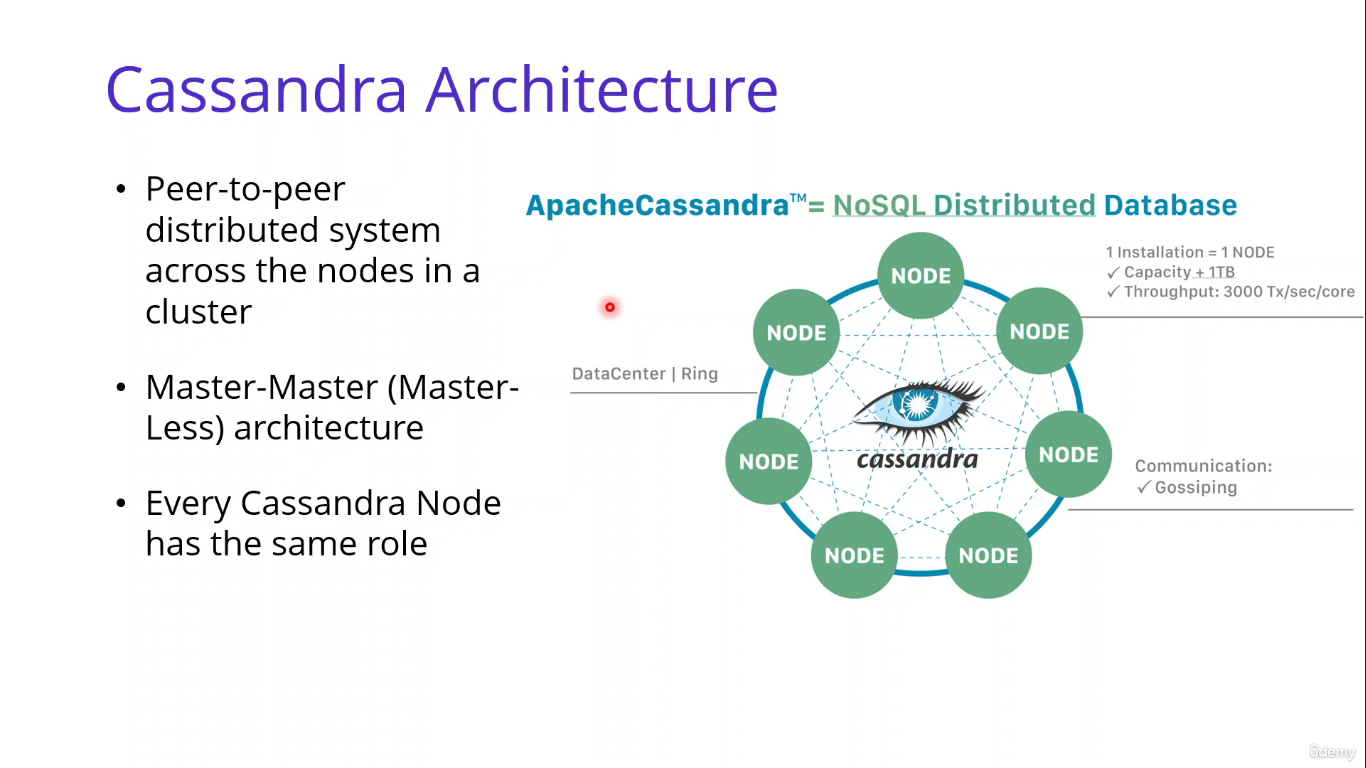 Cassandra Architecture
• Peer-to-peer
distributed system
across the nodes in a
cluster
• Master-Master (Master-
Less) architecture
• Every Cassandra Node
has the same role
ApacheCassandra™= NoSQL Distributed Database
NODE
1 Installation = 1 NODE
✓ Capacity + 1TB
✓ Throughput: 3000 Tx/sec/core
NODE
NODE
DataCenter | Ring
cassandra
NODE
NODE
Communication:
✓ Gossiping
NODE
NODE
ûdemy